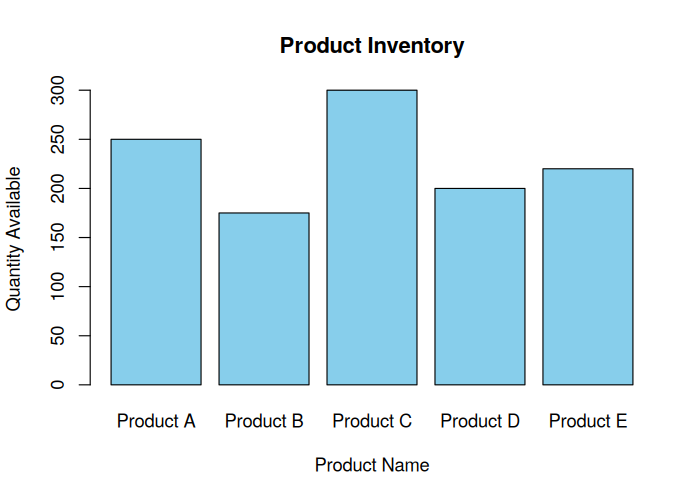 Product Inventory
Quantity Available
300
250
200
150
100
50
0
Product A Product B Product C Product D Product E
Product Name